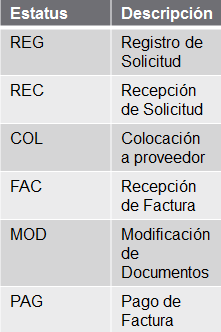 Estatus Descripción
REG Registro de
Solicitud
REC Recepción
de Solicitud
COL Colocación
a proveedor
FAC Recepción
de Factura
MOD Modificación
de
Documentos
PAG Pago de
Factura